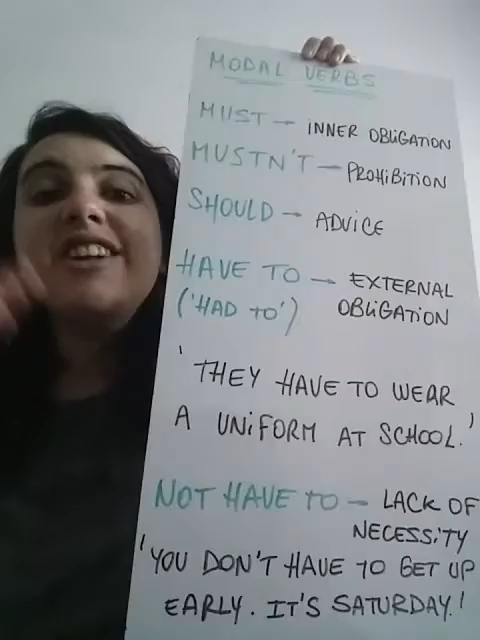 MODAL VERBS
MUST – INNER OBLIGATION
MUSTN'T – PROHIBITION
SHOULD – ADVICE
HAVE TO – EXTERNAL
('HAD TO') OBLIGATION
'THEY HAVE TO WEAR
A UNIFORM AT SCHOOL.'
NOT HAVE TO – LACK OF
NECESSITY
'YOU DON'T HAVE TO GET UP
EARLY. IT'S SATURDAY.'